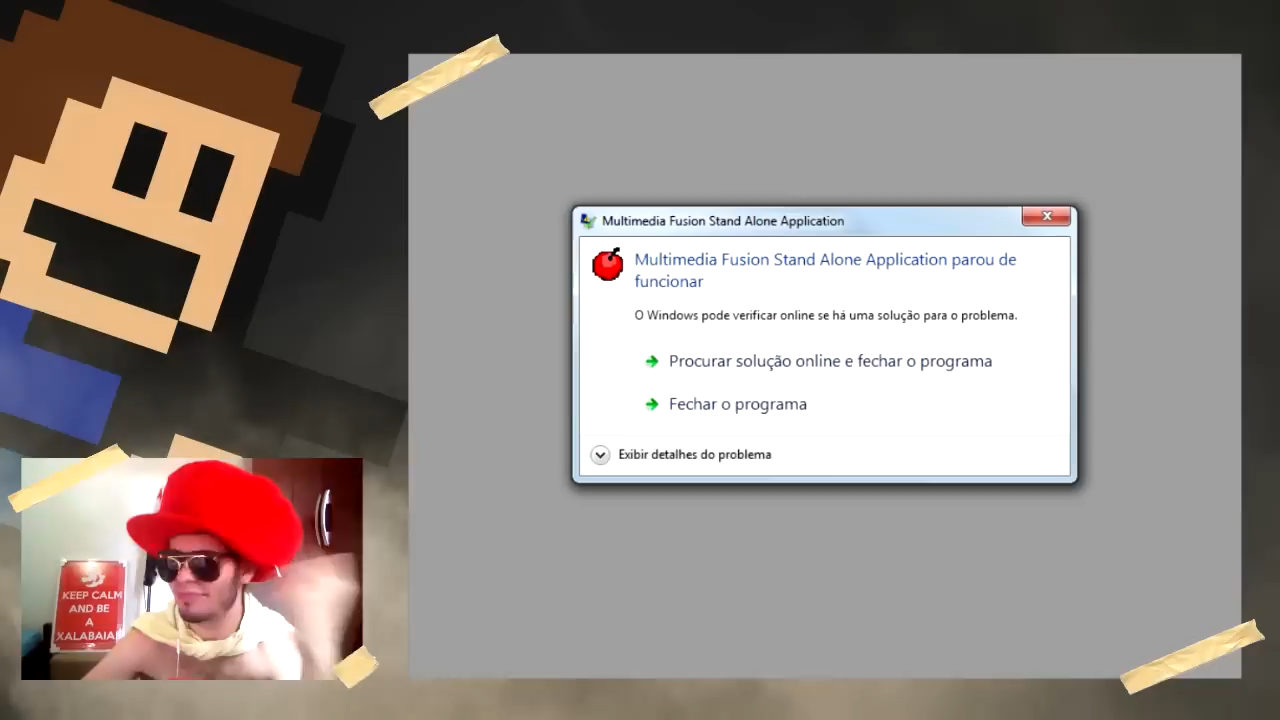 Multimedia Fusion Stand Alone Application
Multimedia Fusion Stand Alone Application parou de
funcionar
O Windows pode verificar online se há uma solução para o problema.
Procurar solução online e fechar o programa
Fechar o programa
Exibir detalhes do problema
KEEP CALM
AND BE
A
XALABAIA